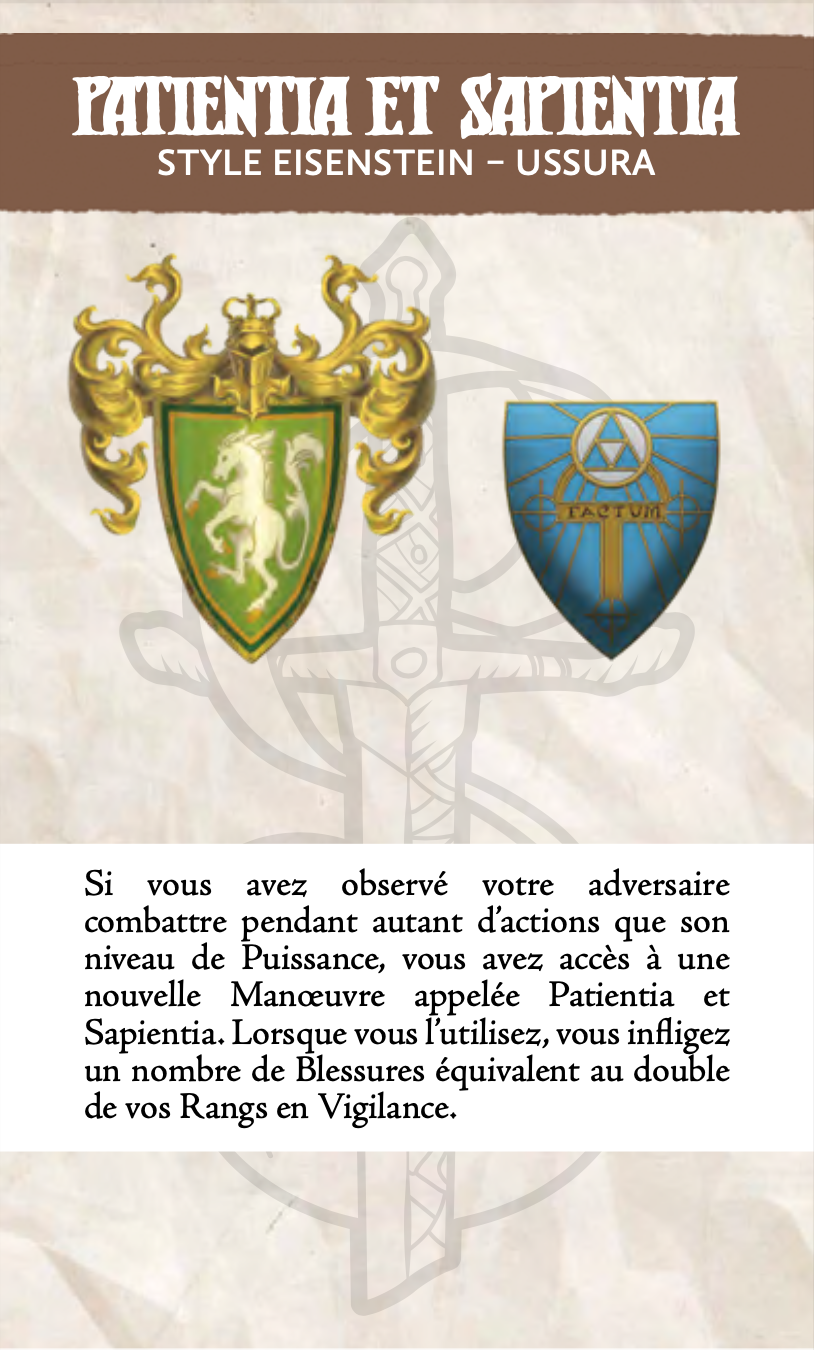 PATIENTIA ET SAPIENTIA
STYLE EISENSTEIN – USSURA
FACTUM
Si vous avez observé votre adversaire
combattre pendant autant d’actions que son
niveau de Puissance, vous avez accès à une
nouvelle Manœuvre appelée Patientia et
Sapientia. Lorsque vous l’utilisez, vous infligez
un nombre de Blessures équivalent au double
de vos Rangs en Vigilance.